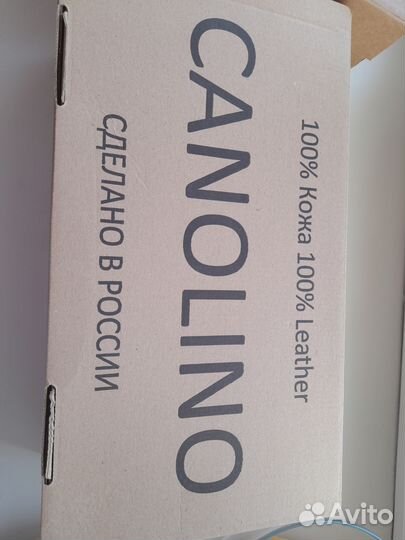 100% Кожа 100% Leather
CANOLINO
СДЕЛАНО В РОССИИ
Avito